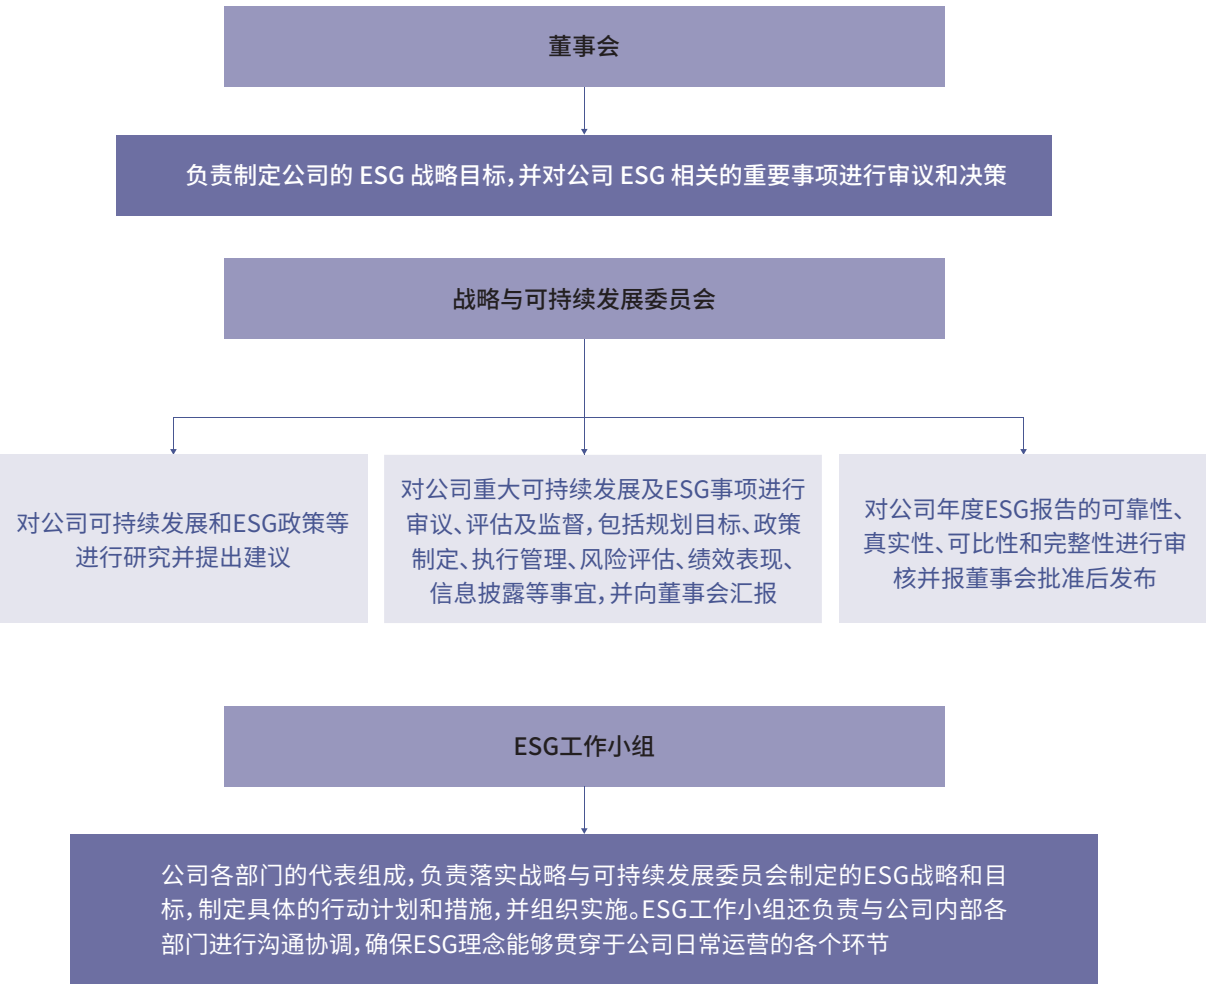 董事会
负责制定公司的 ESG 战略目标，并对公司 ESG 相关的重要事项进行审议和决策
战略与可持续发展委员会
对公司可持续发展和ESG政策等
进行研究并提出建议
对公司重大可持续发展及ESG事项进行
审议、评估及监督，包括规划目标、政策
制定、执行管理、风险评估、绩效表现、
信息披露等事宜，并向董事会汇报
对公司年度ESG报告的可靠性、
真实性、可比性和完整性进行审
核并报董事会批准后发布
ESG工作小组
公司各部门的代表组成，负责落实战略与可持续发展委员会制定的ESG战略和目
标，制定具体的行动计划和措施，并组织实施。ESG工作小组还负责与公司内部各
部门进行沟通协调，确保ESG理念能够贯穿于公司日常运营的各个环节